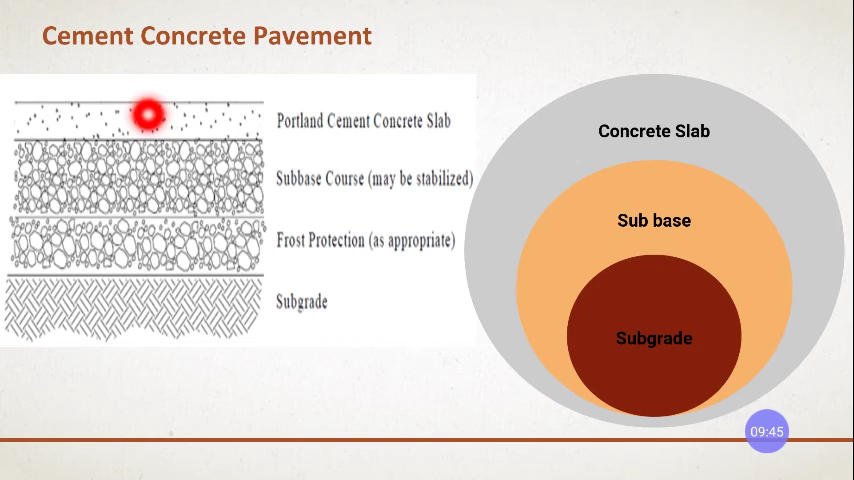 Cement Concrete Pavement
Portland Cement Concrete Slab
Subbase Course (may be stabilized)
Frost Protection (as appropriate)
Subgrade
Concrete Slab
Sub base
Subgrade
09:45